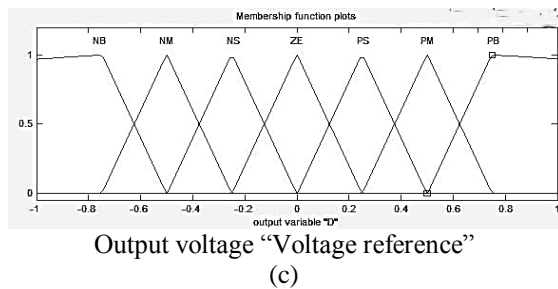 Membership function plots
NB NM NS ZE PS PM PB
1
0.5
0
-1 -0.8 -0.6 -0.4 -0.2 0 0.2 0.4 0.6 0.8 1
output variable "D"
Output voltage “Voltage reference”
(c)